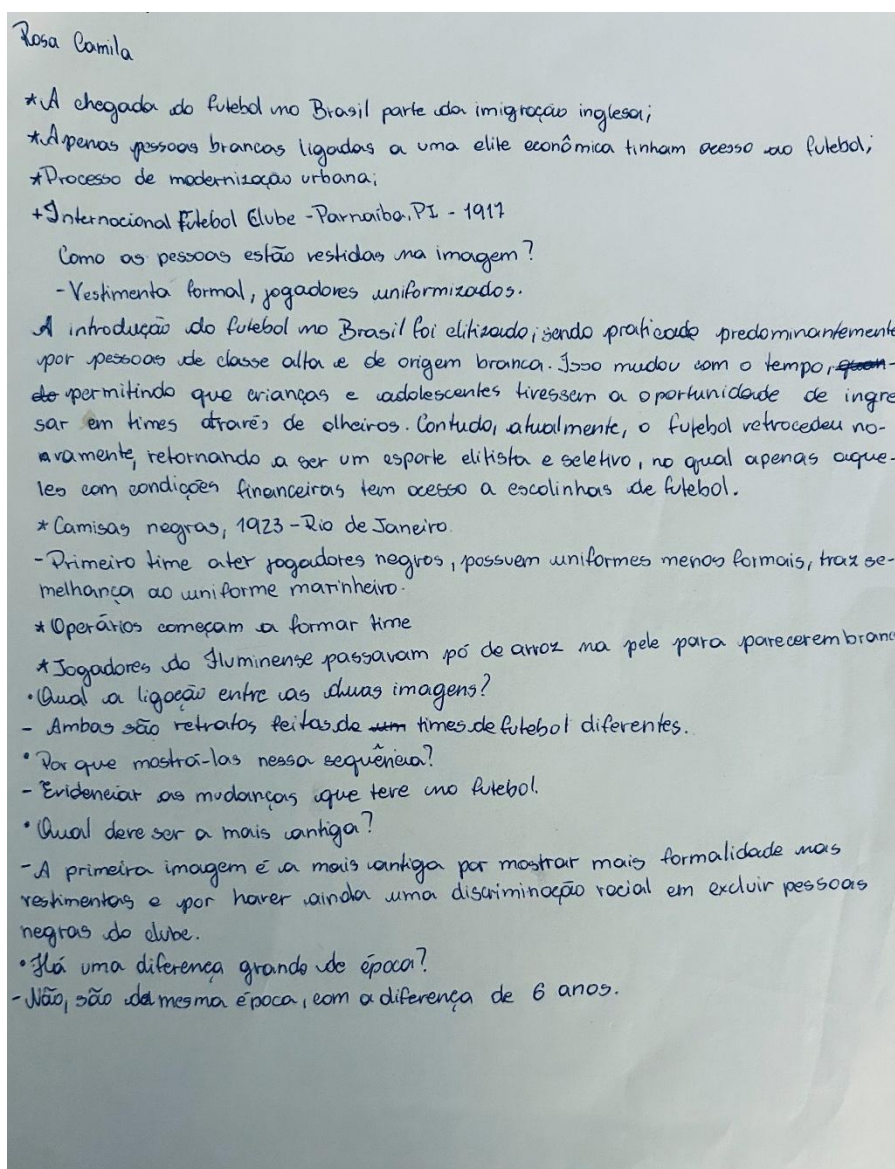 Rosa Camila
*A chegada do futebol no Brasil parte da imigração inglesa;
*Apenas pessoas brancas ligadas a uma elite econômica tinham acesso ao futebol;
*Processo de modernização urbana;
+Internacional Futebol Clube - Parnaíba, PI - 1917
Como as pessoas estão vestidas na imagem?
- Vestimenta formal, jogadores uniformizados.
A introdução do futebol no Brasil foi elitizado, sendo praticado predominantemente
por pessoas de classe alta e de origem branca. Isso mudou com o tempo, quan-
do permitindo que crianças e adolescentes tivessem a oportunidade de ingre
sar em times através de olheiros. Contudo, atualmente, o futebol retrocedeu no-
vamente, retornando a ser um esporte elitista e seletivo, no qual apenas aque-
les com condições financeiras tem acesso a escolinhas de futebol.
* Camisas negras, 1923 - Rio de Janeiro.
- Primeiro time a ter jogadores negros, possuem uniformes menos formais, traz se-
melhança ao uniforme marinheiro.
* Operários começam a formar time
* Jogadores do Fluminense passavam pó de arroz na pele para parecerem branc
• Qual a ligação entre as duas imagens?
- Ambas são retratos feitas de um times de futebol diferentes.
• Por que mostrá-las nessa sequência?
- Evidenciar as mudanças que teve no futebol.
• Qual deve ser a mais antiga?
- A primeira imagem é a mais antiga por mostrar mais formalidade nas
vestimentas e por haver ainda uma discriminação racial em excluir pessoas
negras do clube.
• Há uma diferença grande de época?
- Não, são da mesma época, com a diferença de 6 anos.